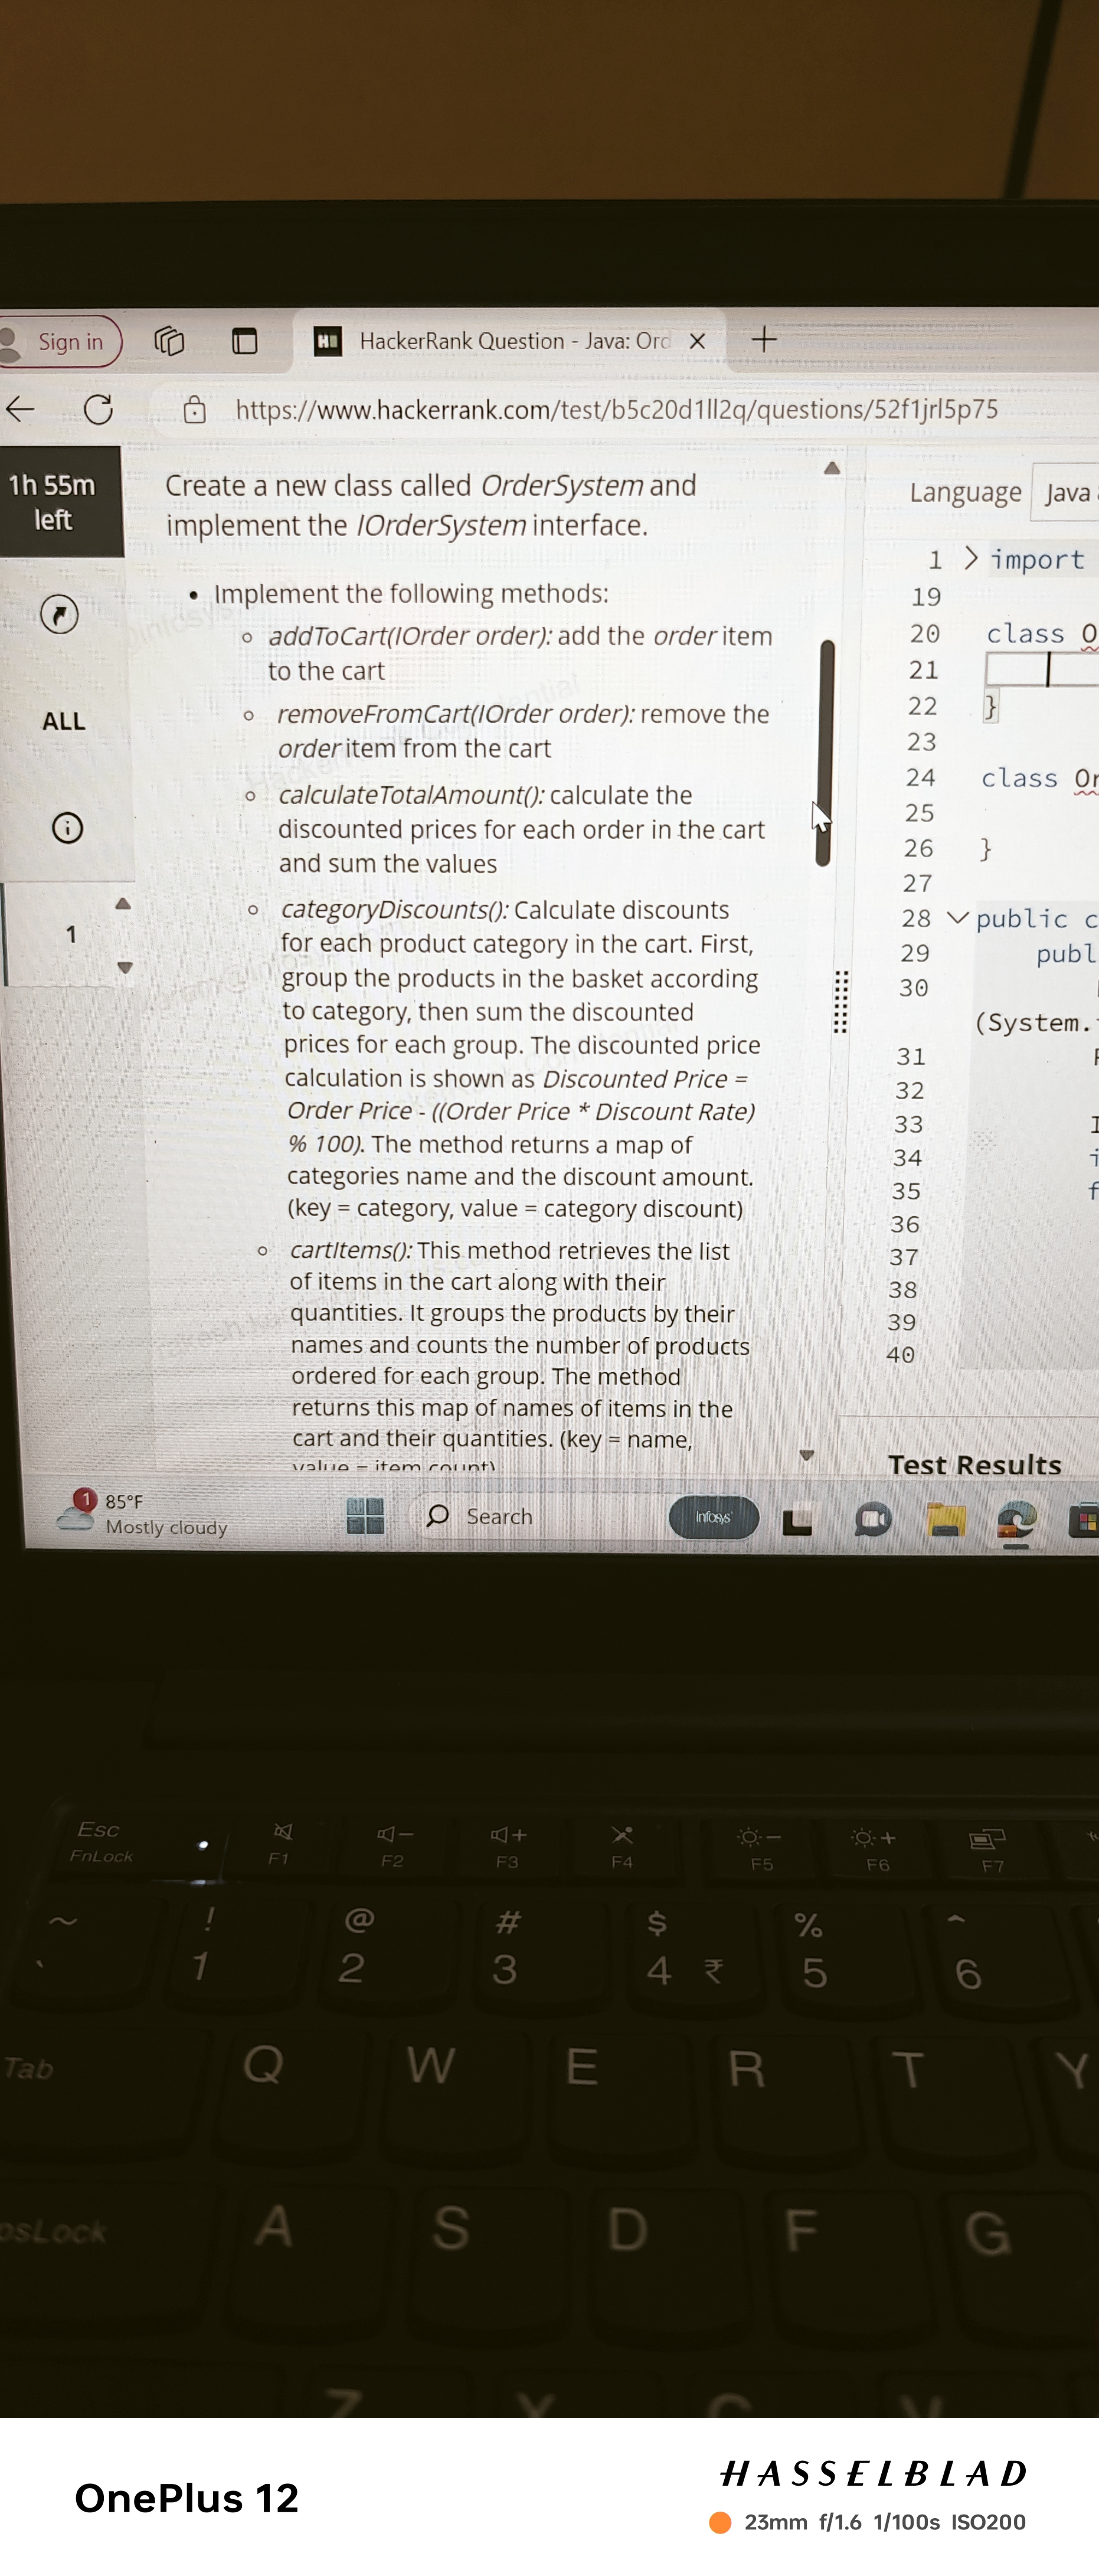 Sign in
HackerRank Question - Java: Ord
https://www.hackerrank.com/test/b5c20d1ll2q/questions/52f1jrl5p75
1h 55m
left
ALL
1
Create a new class called OrderSystem and
implement the IOrderSystem interface.
• Implement the following methods:
addToCart(IOrder order): add the order item
to the cart
removeFromCart(IOrder order): remove the
order item from the cart
calculateTotalAmount(): calculate the
discounted prices for each order in the cart
and sum the values
categoryDiscounts(): Calculate discounts
for each product category in the cart. First,
group the products in the basket according
to category, then sum the discounted
prices for each group. The discounted price
calculation is shown as Discounted Price =
Order Price - ((Order Price * Discount Rate)
% 100). The method returns a map of
categories name and the discount amount.
(key = category, value = category discount)
cartItems(): This method retrieves the list
of items in the cart along with their
quantities. It groups the products by their
names and counts the number of products
ordered for each group. The method
returns this map of names of items in the
cart and their quantities. (key = name,
value = item count)
Language Java
1 import
19
20 class O
21
22 }
23
24 class Or
25
26 }
27
28 public c
29 publ
30
(System.
31
32
33 I
34 i
35 f
36
37
38
39
40
Test Results
1
85°F
Mostly cloudy
Search
Infosys
Esc
FnLock
F1
F2
F3
F4
F5
F6
F7
~ `
! 1
@ 2
# 3
$ 4 ₹
% 5
^ 6
Tab Q W E R T Y
psLock A S D F G
Z X C V
OnePlus 12
HASSELBLAD
23mm f/1.6 1/100s ISO200